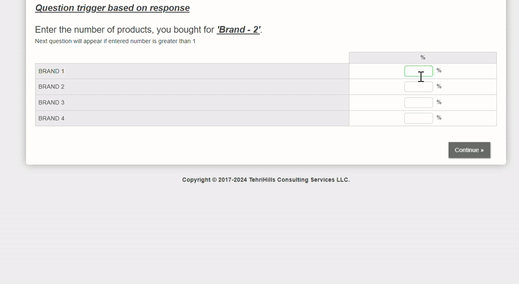 Question trigger based on response
Enter the number of products, you bought for 'Brand - 2'.
Next question will appear if entered number is greater than 1
%
BRAND 1 %
BRAND 2 %
BRAND 3 %
BRAND 4 %
Continue »
Copyright © 2017-2024 TehriHills Consulting Services LLC.